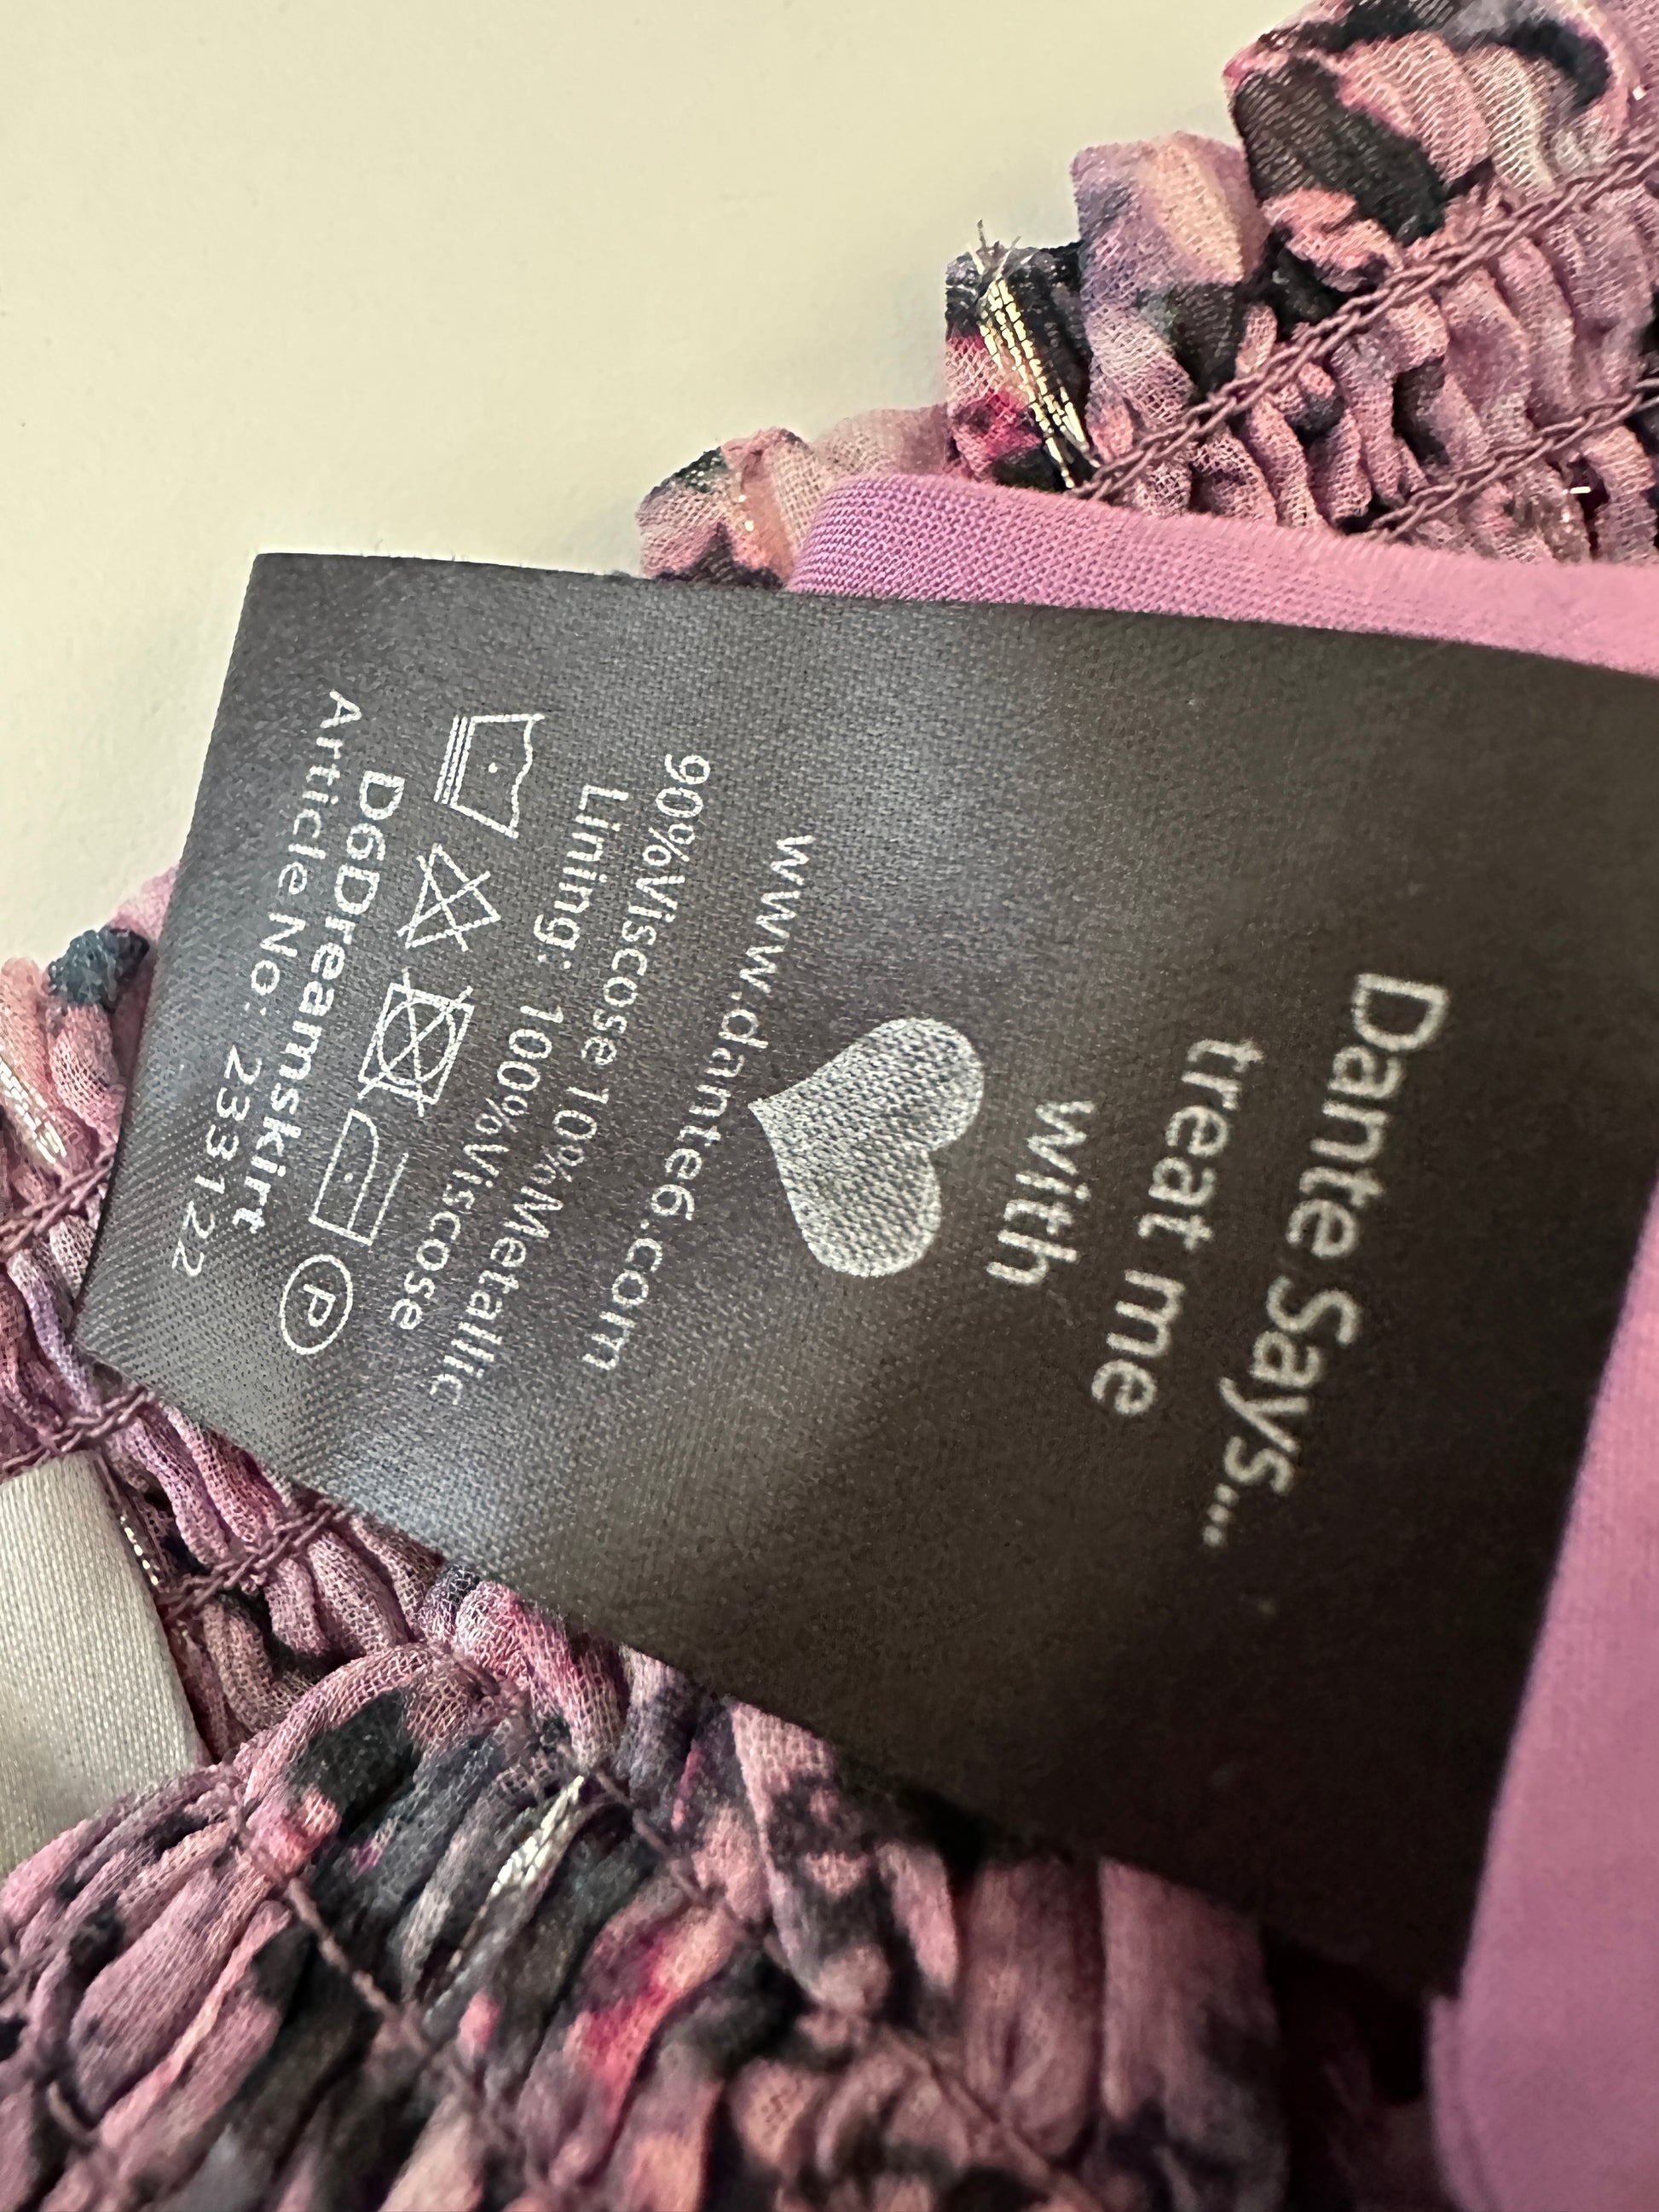 Dante Says...
treat me
with
www.dante6.com
90%Viscose 10%Metallic
Lining: 100%Viscose
P
D6Dreamskirt
Article No: 233122